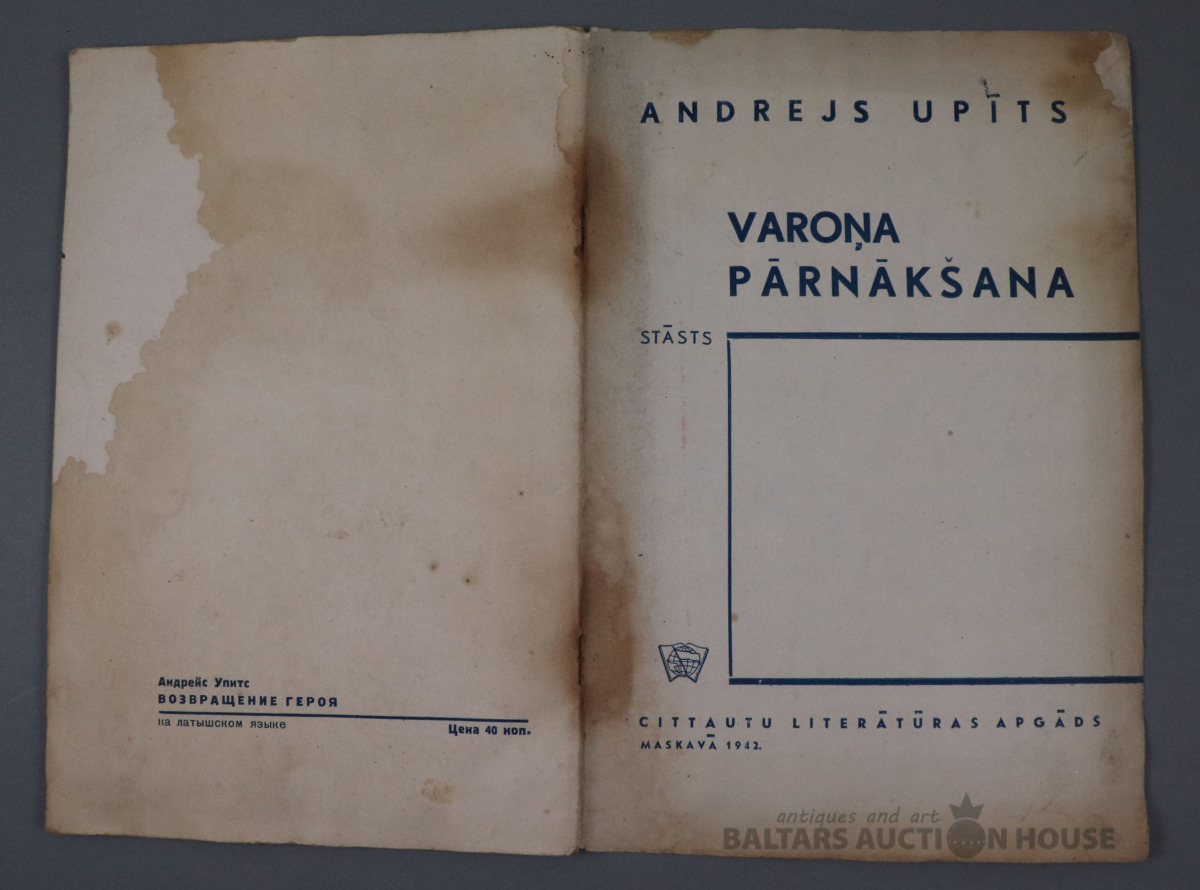 Андрейс Упитс
ВОЗВРАЩЕНИЕ ГЕРОЯ
на латышском языке
Цена 40 коп.
ANDREJS UPĪTS
VAROŅA
PĀRNĀKŠANA
STĀSTS
CITTAUTU LITERĀTŪRAS APGĀDS
MASKAVĀ 1942.
antiques and art
BALTARS AUCTION HOUSE